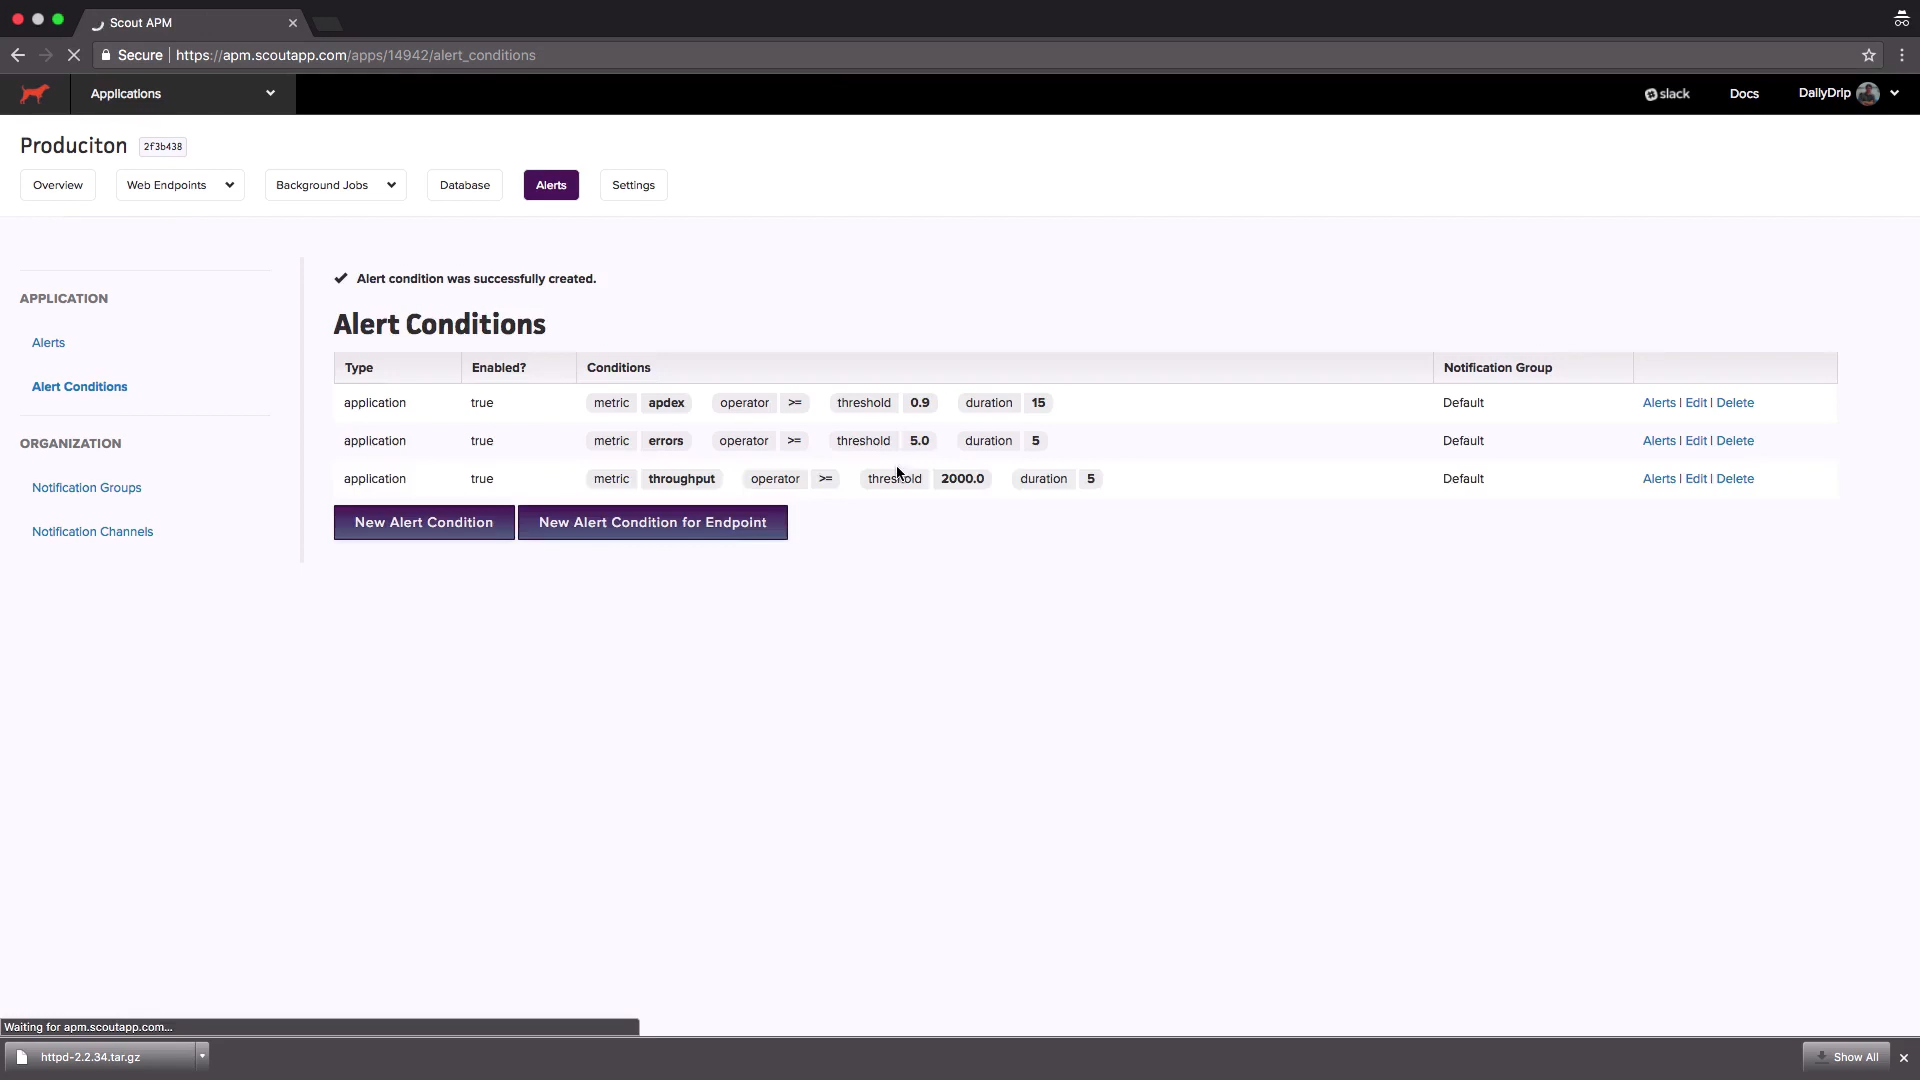 Scout APM
Secure https://apm.scoutapp.com/apps/14942/alert_conditions
Applications slack Docs DailyDrip
Produciton 2f3b438
Overview Web Endpoints Background Jobs Database Alerts Settings
Alert condition was successfully created.
APPLICATION
Alerts
Alert Conditions
ORGANIZATION
Notification Groups
Notification Channels
Alert Conditions
Type Enabled? Conditions Notification Group
application true metric apdex operator >= threshold 0.9 duration 15 Default Alerts | Edit | Delete
application true metric errors operator >= threshold 5.0 duration 5 Default Alerts | Edit | Delete
application true metric throughput operator >= threshold 2000.0 duration 5 Default Alerts | Edit | Delete
New Alert Condition New Alert Condition for Endpoint
Waiting for apm.scoutapp.com...
httpd-2.2.34.tar.gz Show All